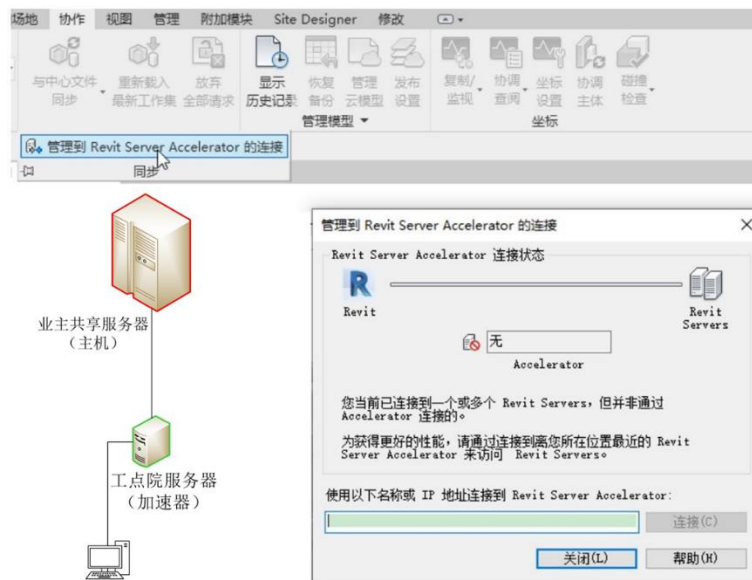 场地 协作 视图 管理 附加模块 Site Designer 修改
与中心文件 同步
重新载入 最新工作集
放弃 全部请求
显示 历史记录
恢复 备份
管理 云模型
发布 设置
复制/ 监视
协调 查阅
坐标 设置
协调 主体
碰撞 检查
管理模型
坐标
管理到 Revit Server Accelerator 的连接
同步
业主共享服务器
（主机）
工点院服务器
（加速器）
管理到 Revit Server Accelerator 的连接
Revit Server Accelerator 连接状态
Revit
Revit
Servers
无
Accelerator
您当前已连接到一个或多个 Revit Servers，但并非通过
Accelerator 连接的。
为获得更好的性能，请通过连接到离您所在位置最近的 Revit
Server Accelerator 来访问 Revit Servers。
使用以下名称或 IP 地址连接到 Revit Server Accelerator:
连接(C)
关闭(L) 帮助(H)